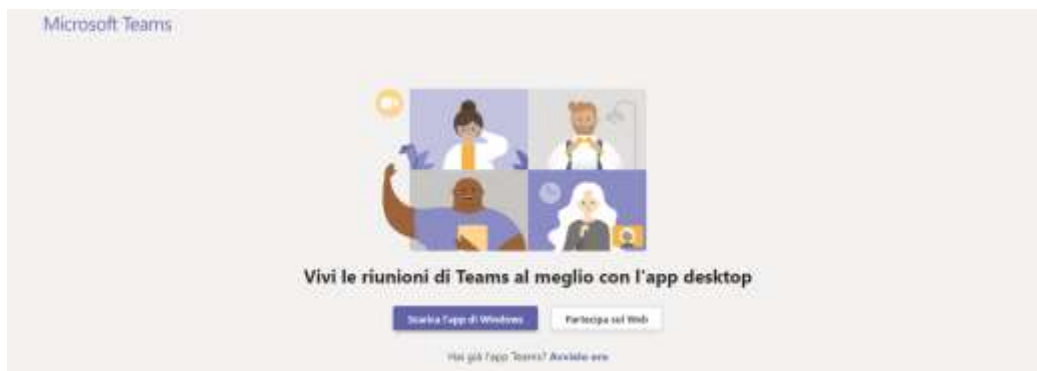 Microsoft Teams
Vivi le riunioni di Teams al meglio con l'app desktop
Scarica l'app di Windows
Partecipa sul Web
Hai già l'app Teams? Avviala ora